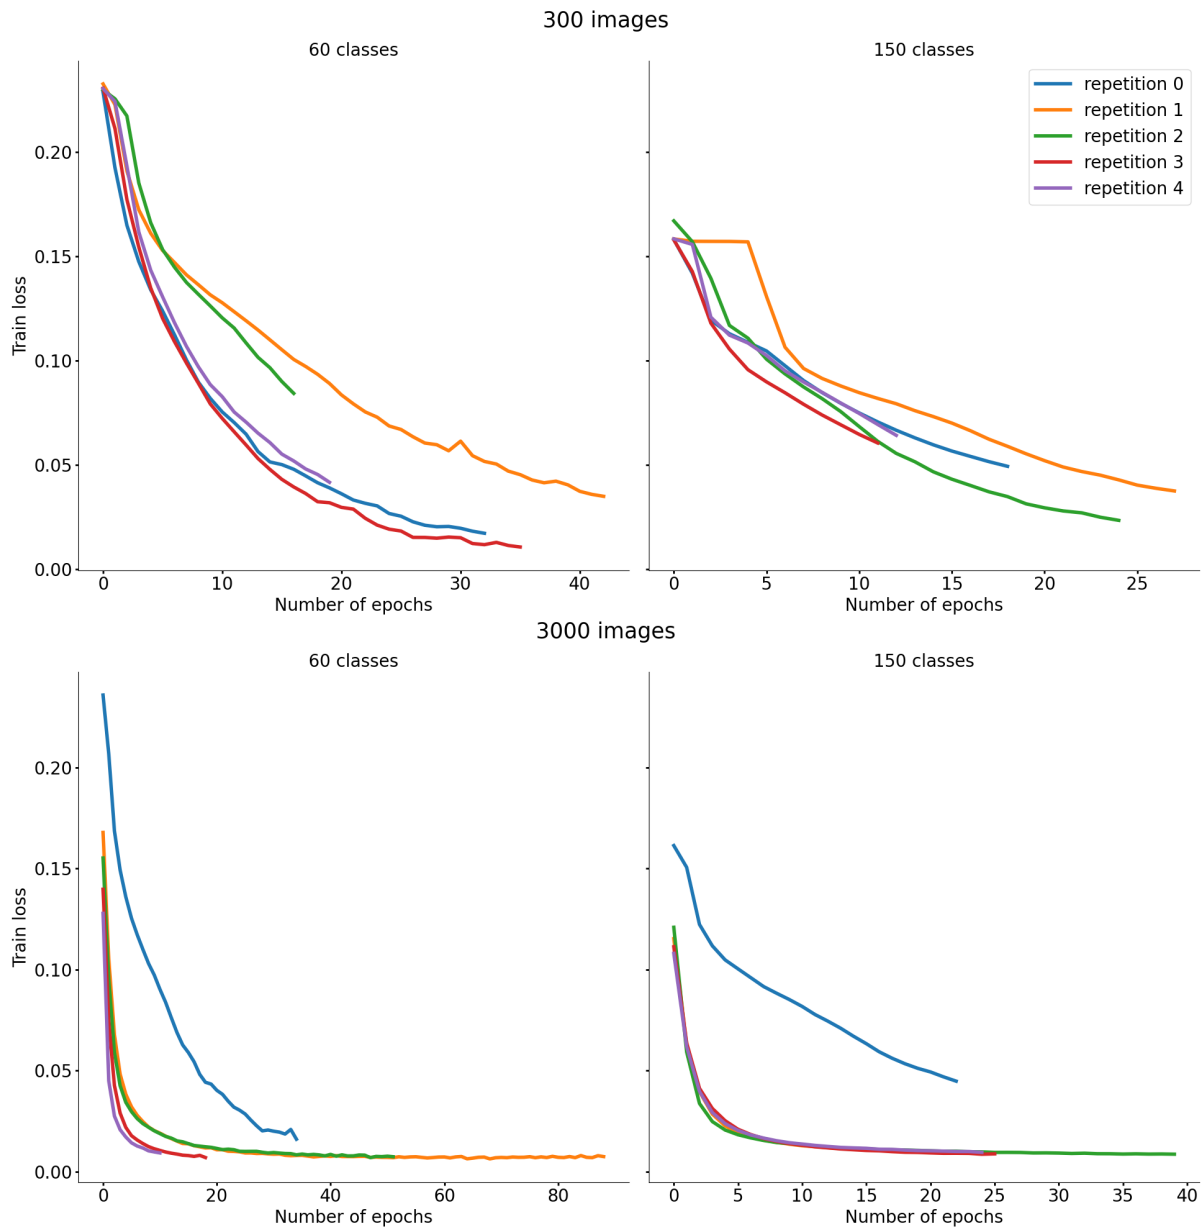 300 images
60 classes
150 classes
repetition 0
repetition 1
repetition 2
repetition 3
repetition 4
Train loss
0.20
0.15
0.10
0.05
0.00
0 10 20 30 40
0 5 10 15 20 25
Number of epochs
Number of epochs
3000 images
60 classes
150 classes
Train loss
0.20
0.15
0.10
0.05
0.00
0 20 40 60 80
0 5 10 15 20 25 30 35 40
Number of epochs
Number of epochs